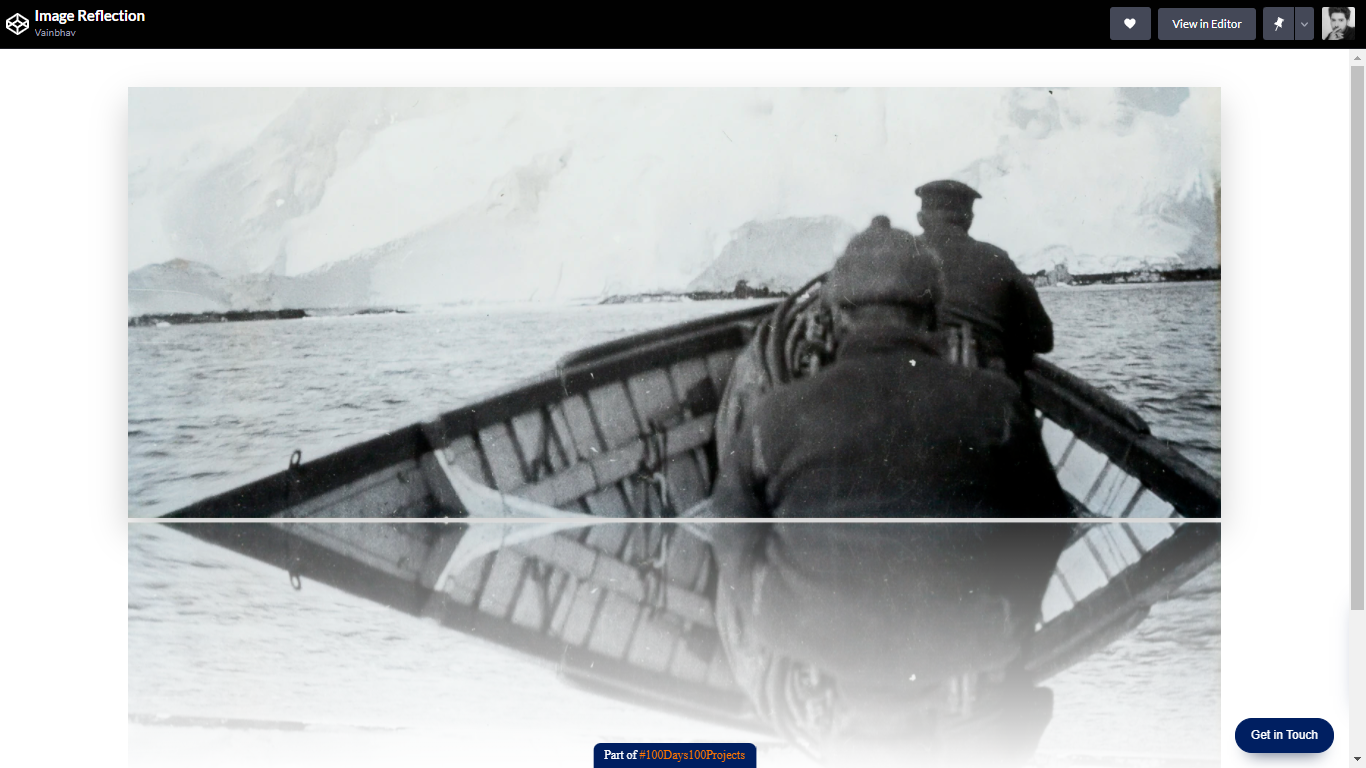 Image Reflection
Vainbhav
View in Editor
Part of #100Days100Projects
Get in Touch